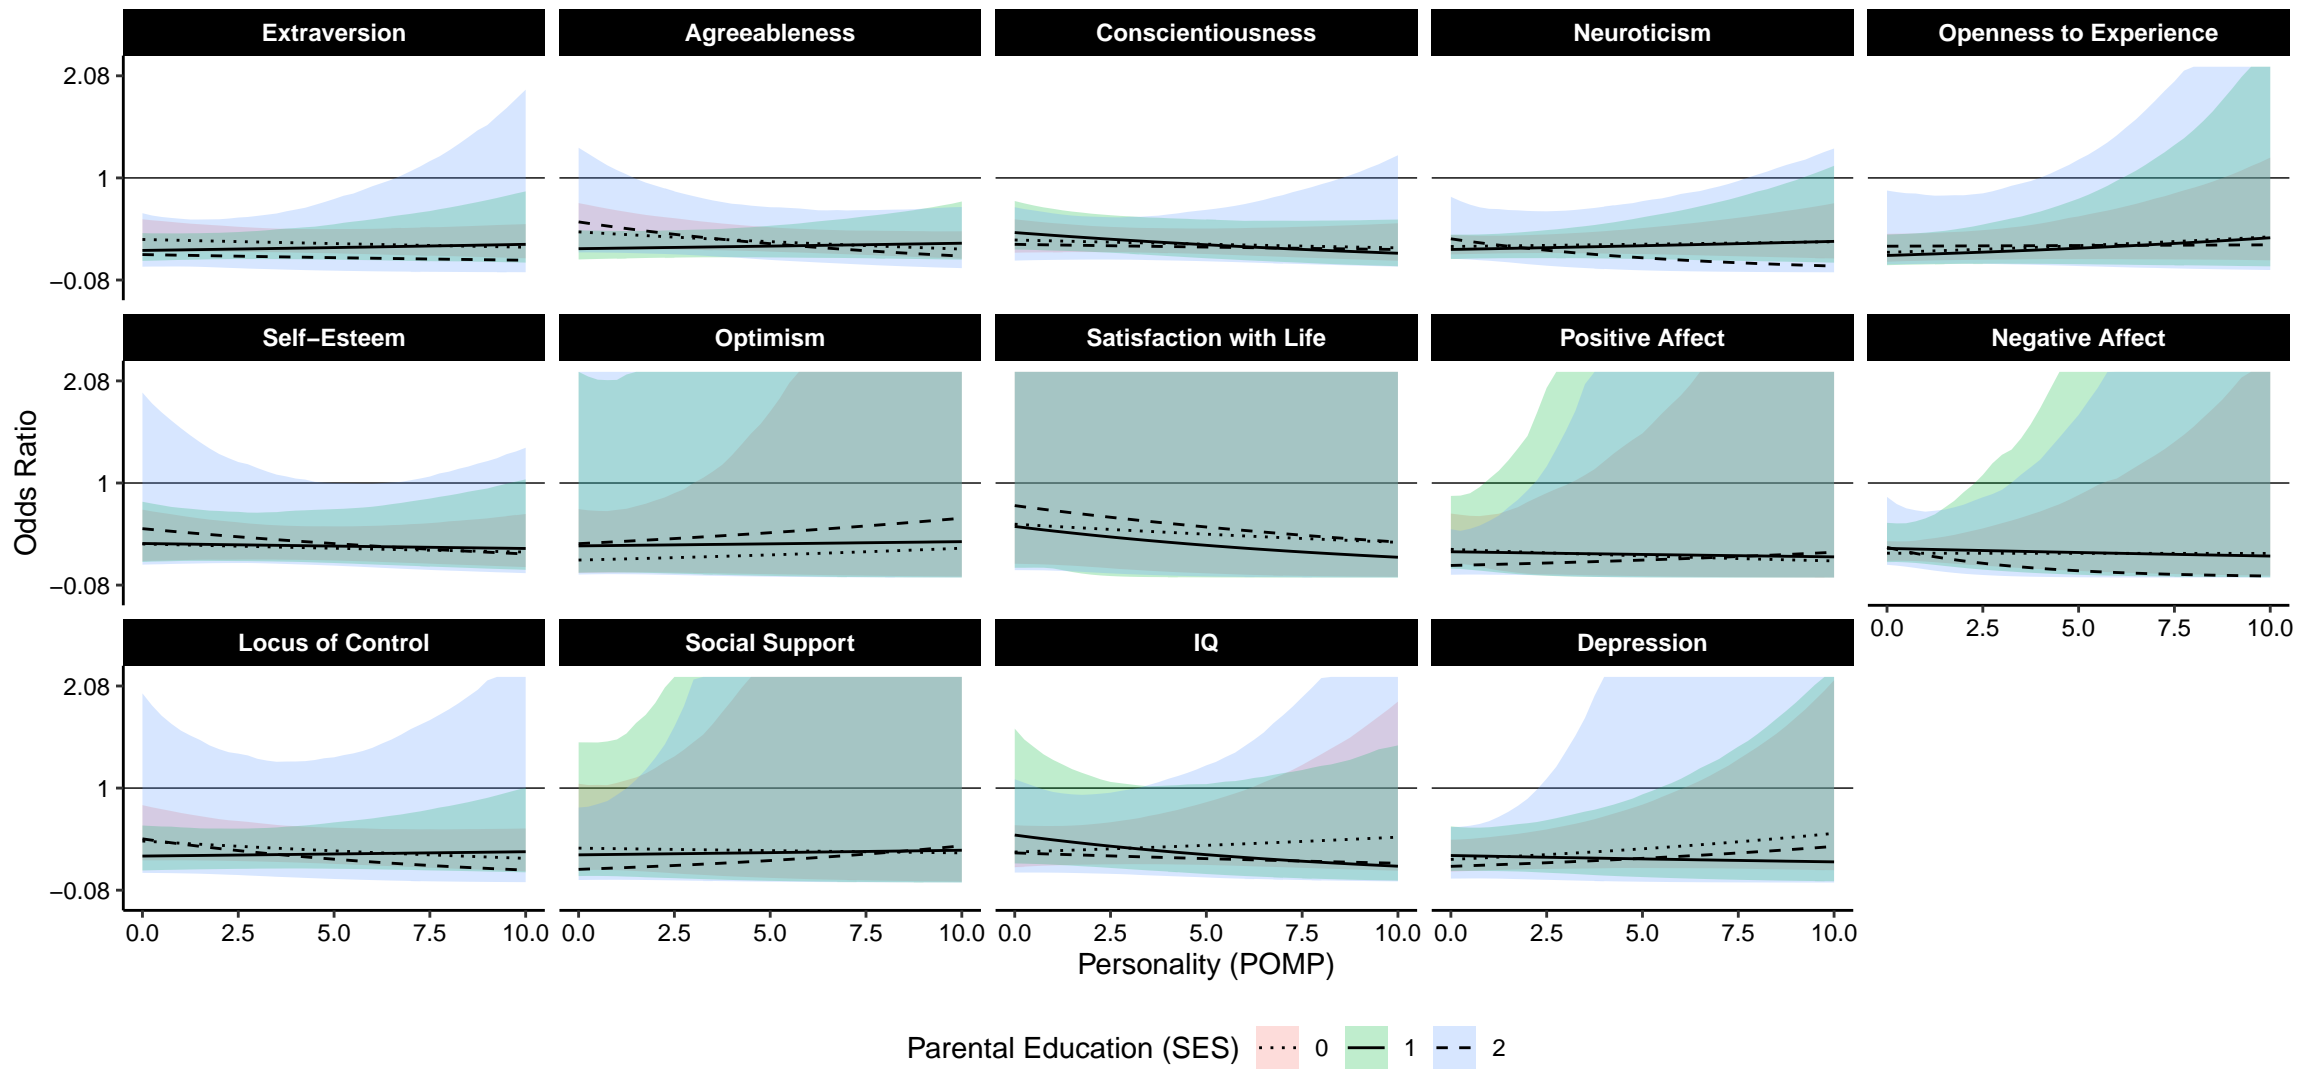 Extraversion Agreeableness Conscientiousness Neuroticism Openness to Experience
2.08
1
−0.08
Self−Esteem Optimism Satisfaction with Life Positive Affect Negative Affect
2.08
1
−0.08
0.0 2.5 5.0 7.5 10.0
Locus of Control Social Support IQ Depression
2.08
1
−0.08
0.0 2.5 5.0 7.5 10.0 0.0 2.5 5.0 7.5 10.0 0.0 2.5 5.0 7.5 10.0 0.0 2.5 5.0 7.5 10.0
Odds Ratio
Personality (POMP)
Parental Education (SES) 0 1 2